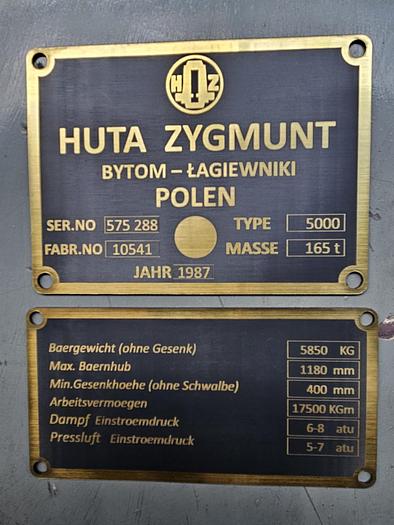 HZ
HUTA ZYGMUNT
BYTOM – ŁAGIEWNIKI
POLEN
SER.NO 575 288 TYPE 5000
FABR.NO 10541 MASSE 165 t
JAHR 1987
Baergewicht (ohne Gesenk) 5850 KG
Max. Baernhub 1180 mm
Min.Gesenkhoehe (ohne Schwalbe) 400 mm
Arbeitsvermoegen 17500 KGm
Dampf Einstroemdruck 6-8 atu
Pressluft Einstroemdruck 5-7 atu